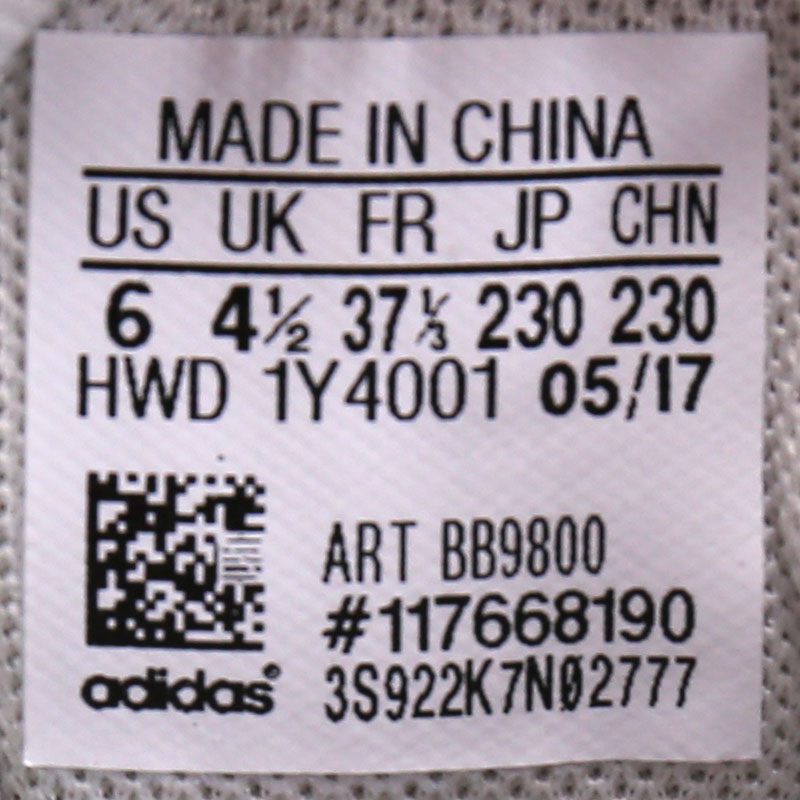 MADE IN CHINA
US UK FR JP CHN
6 4½ 37⅓ 230 230
HWD 1Y4001 05/17
ART BB9800
#117668190
adidas® 3S922K7NØ2777